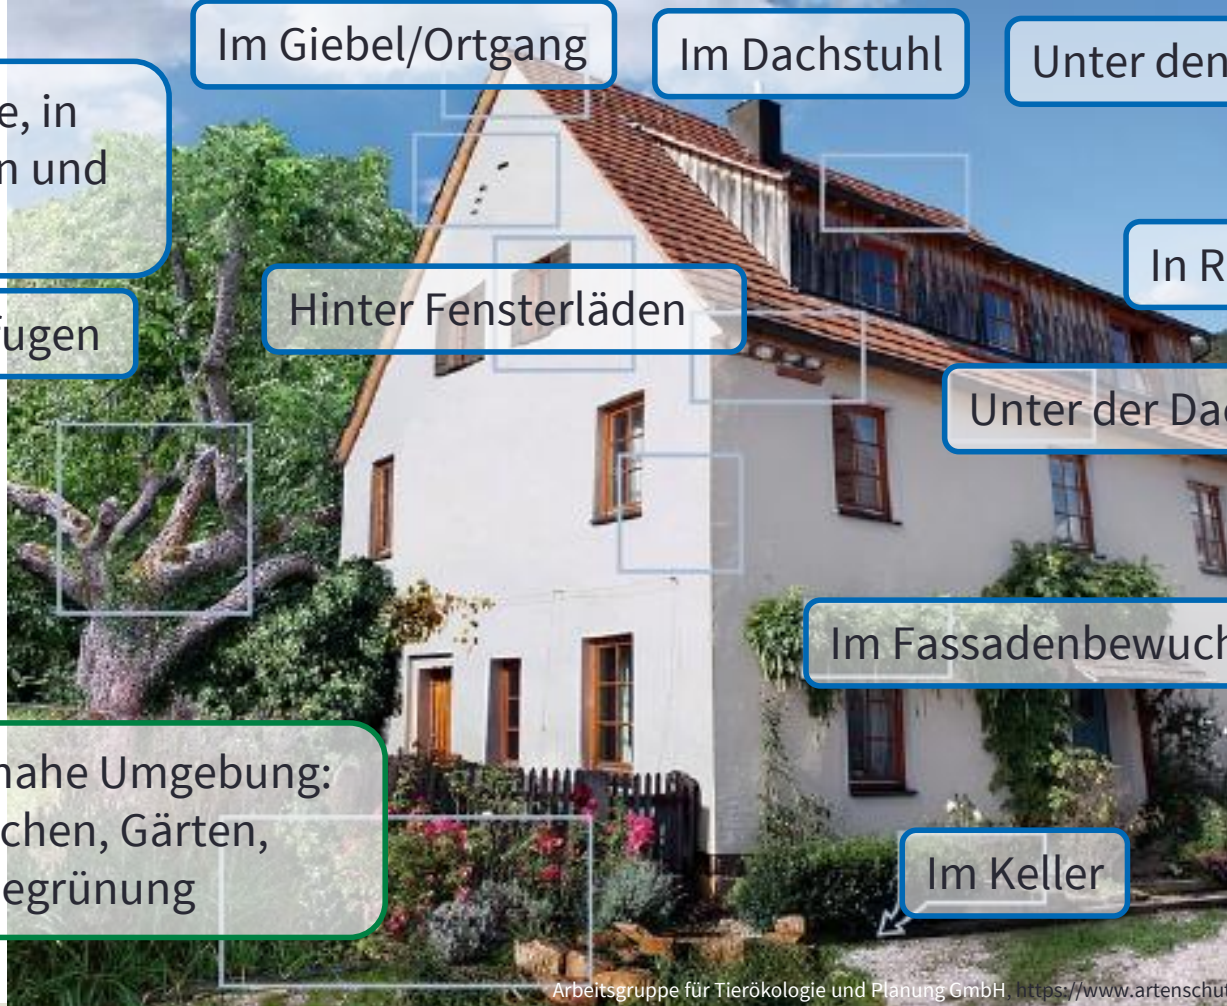 Im Giebel/Ortgang
Im Dachstuhl
Unter den
e, in
n und
In R
Hinter Fensterläden
fugen
Unter der Dac
Im Fassadenbewuch
nahe Umgebung:
chen, Gärten,
egrünung
Im Keller
Arbeitsgruppe für Tierökologie und Planung GmbH, https://www.artenschu